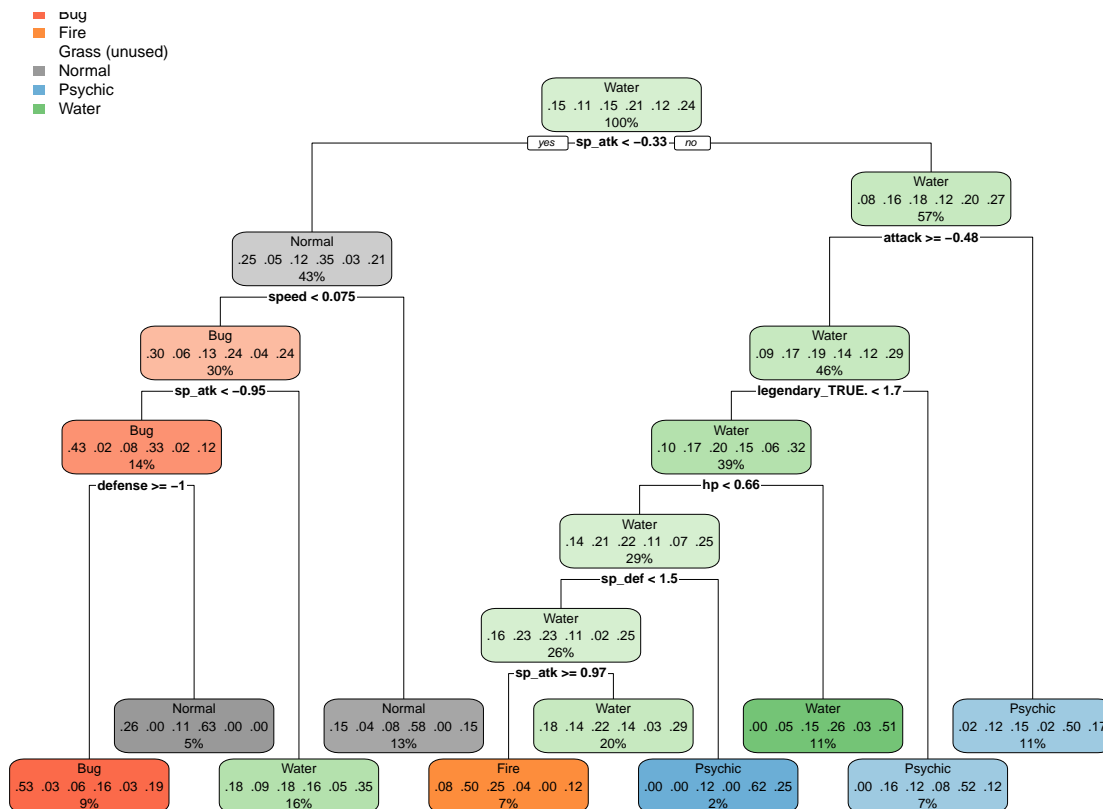 Bug
Fire
Grass (unused)
Normal
Psychic
Water
Water
.15 .11 .15 .21 .12 .24
100%
yes sp_atk < −0.33 no
Water
.08 .16 .18 .12 .20 .27
57%
attack >= −0.48
Normal
.25 .05 .12 .35 .03 .21
43%
speed < 0.075
Bug
.30 .06 .13 .24 .04 .24
30%
sp_atk < −0.95
Water
.09 .17 .19 .14 .12 .29
46%
legendary_TRUE. < 1.7
Bug
.43 .02 .08 .33 .02 .12
14%
defense >= −1
Water
.10 .17 .20 .15 .06 .32
39%
hp < 0.66
Water
.14 .21 .22 .11 .07 .25
29%
sp_def < 1.5
Water
.16 .23 .23 .11 .02 .25
26%
sp_atk >= 0.97
Normal
.26 .00 .11 .63 .00 .00
5%
Normal
.15 .04 .08 .58 .00 .15
13%
Water
.18 .14 .22 .14 .03 .29
20%
Water
.00 .05 .15 .26 .03 .51
11%
Psychic
.02 .12 .15 .02 .50 .17
11%
Bug
.53 .03 .06 .16 .03 .19
9%
Water
.18 .09 .18 .16 .05 .35
16%
Fire
.08 .50 .25 .04 .00 .12
7%
Psychic
.00 .00 .12 .00 .62 .25
2%
Psychic
.00 .16 .12 .08 .52 .12
7%